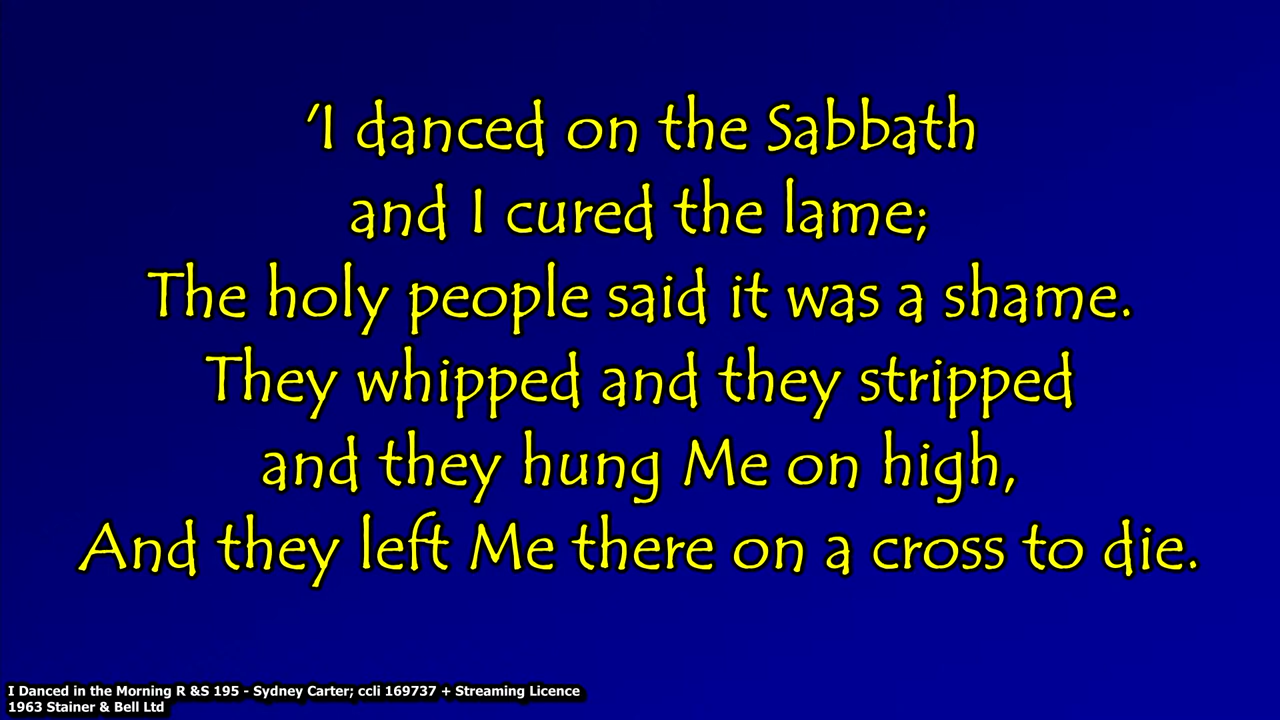 'I danced on the Sabbath
and I cured the lame;
The holy people said it was a shame.
They whipped and they stripped
and they hung Me on high,
And they left Me there on a cross to die.
I Danced in the Morning R &S 195 - Sydney Carter; ccli 169737 + Streaming Licence
1963 Stainer & Bell Ltd